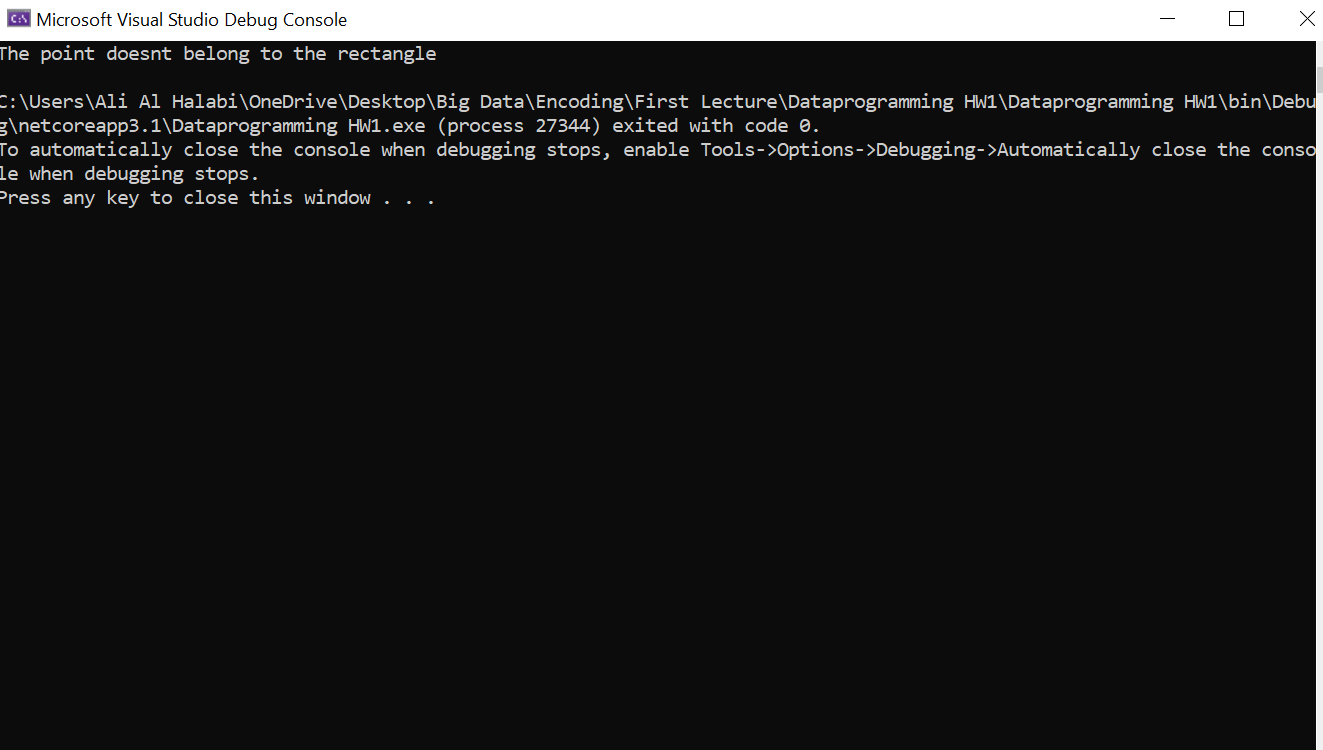 Microsoft Visual Studio Debug Console
The point doesnt belong to the rectangle
C:\Users\Ali Al Halabi\OneDrive\Desktop\Big Data\Encoding\First Lecture\Dataprogramming HW1\Dataprogramming HW1\bin\Debu
g\netcoreapp3.1\Dataprogramming HW1.exe (process 27344) exited with code 0.
To automatically close the console when debugging stops, enable Tools->Options->Debugging->Automatically close the conso
le when debugging stops.
Press any key to close this window . . .